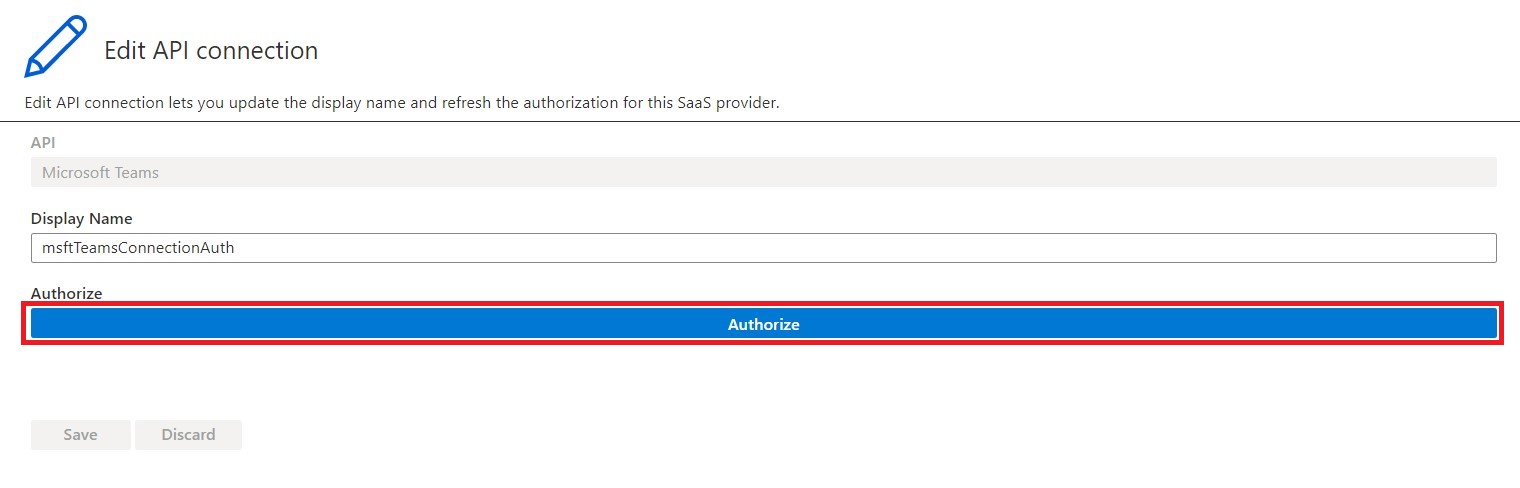 Edit API connection
Edit API connection lets you update the display name and refresh the authorization for this SaaS provider.
API
Microsoft Teams
Display Name
msftTeamsConnectionAuth
Authorize
Authorize
Save Discard